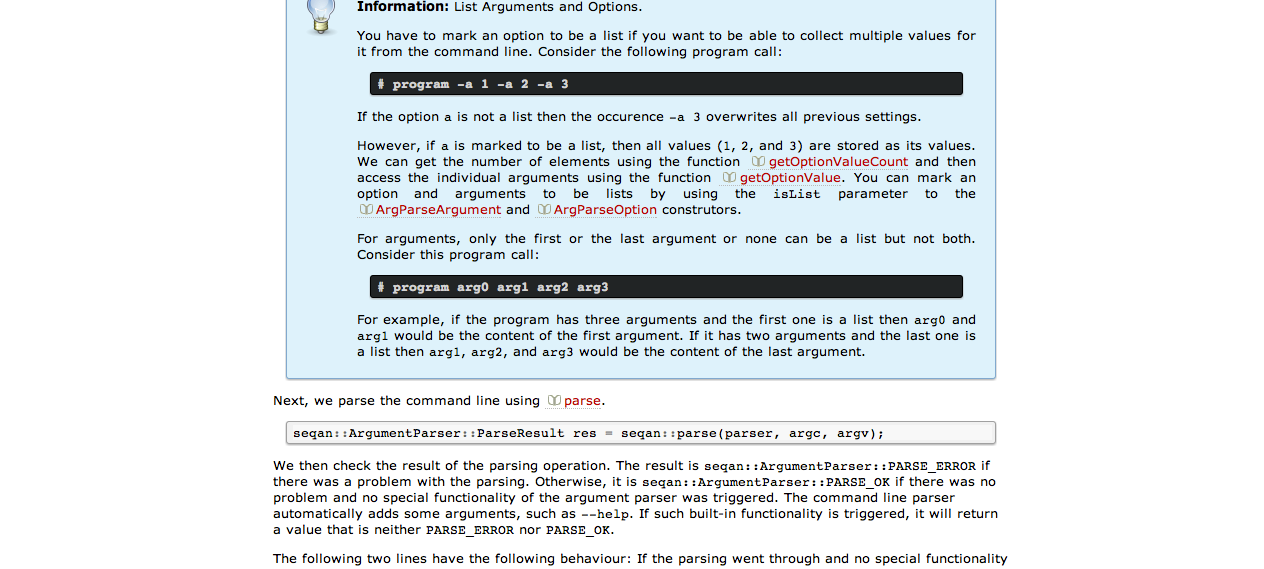 Information: List Arguments and Options.
You have to mark an option to be a list if you want to be able to collect multiple values for
it from the command line. Consider the following program call:
# program -a 1 -a 2 -a 3
If the option a is not a list then the occurence -a 3 overwrites all previous settings.
However, if a is marked to be a list, then all values (1, 2, and 3) are stored as its values.
We can get the number of elements using the function getOptionValueCount and then
access the individual arguments using the function getOptionValue. You can mark an
option and arguments to be lists by using the isList parameter to the
ArgParseArgument and ArgParseOption construtors.
For arguments, only the first or the last argument or none can be a list but not both.
Consider this program call:
# program arg0 arg1 arg2 arg3
For example, if the program has three arguments and the first one is a list then arg0 and
arg1 would be the content of the first argument. If it has two arguments and the last one is
a list then arg1, arg2, and arg3 would be the content of the last argument.
Next, we parse the command line using parse.
seqan::ArgumentParser::ParseResult res = seqan::parse(parser, argc, argv);
We then check the result of the parsing operation. The result is seqan::ArgumentParser::PARSE_ERROR if
there was a problem with the parsing. Otherwise, it is seqan::ArgumentParser::PARSE_OK if there was no
problem and no special functionality of the argument parser was triggered. The command line parser
automatically adds some arguments, such as --help. If such built-in functionality is triggered, it will return
a value that is neither PARSE_ERROR nor PARSE_OK.
The following two lines have the following behaviour: If the parsing went through and no special functionality